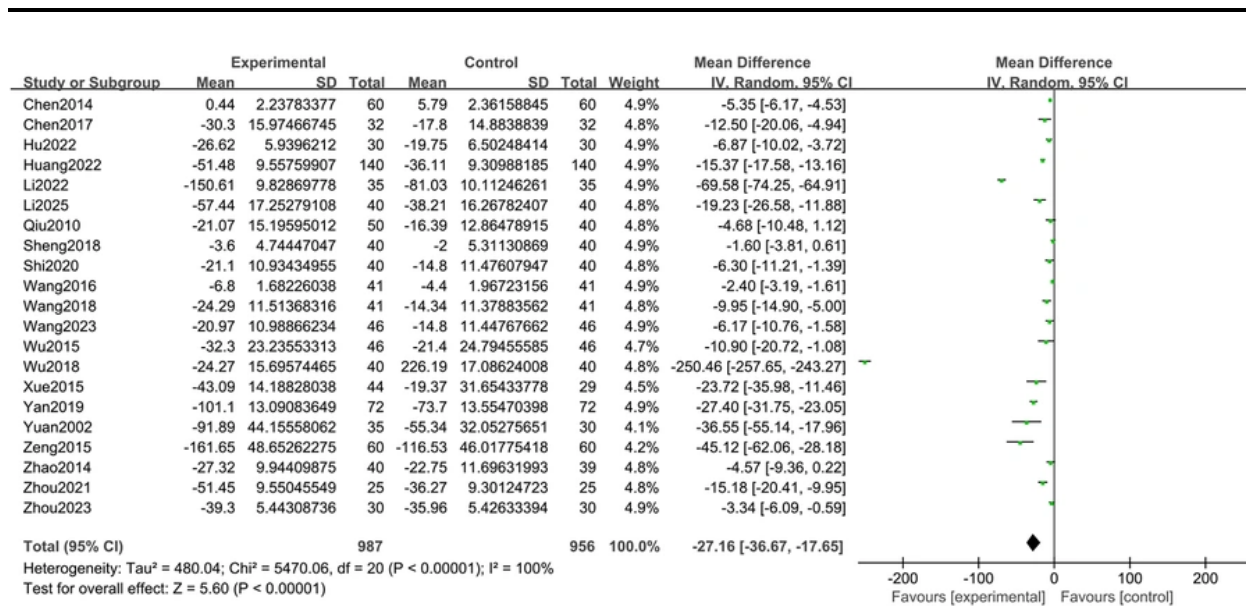 Experimental Control Mean Difference Mean Difference
Study or Subgroup Mean SD Total Mean SD Total Weight IV. Random. 95% CI IV. Random. 95% CI
Chen2014 0.44 2.23783377 60 5.79 2.36158845 60 4.9% -5.35 [-6.17, -4.53]
Chen2017 -30.3 15.97466745 32 -17.8 14.8838839 32 4.8% -12.50 [-20.06, -4.94]
Hu2022 -26.62 5.9396212 30 -19.75 6.50248414 30 4.9% -6.87 [-10.02, -3.72]
Huang2022 -51.48 9.55759907 140 -36.11 9.30988185 140 4.9% -15.37 [-17.58, -13.16]
Li2022 -150.61 9.82869778 35 -81.03 10.11246261 35 4.9% -69.58 [-74.25, -64.91]
Li2025 -57.44 17.25279108 40 -38.21 16.26782407 40 4.8% -19.23 [-26.58, -11.88]
Qiu2010 -21.07 15.19595012 50 -16.39 12.86478915 40 4.8% -4.68 [-10.48, 1.12]
Sheng2018 -3.6 4.74447047 40 -2 5.31130869 40 4.9% -1.60 [-3.81, 0.61]
Shi2020 -21.1 10.93434955 40 -14.8 11.47607947 40 4.8% -6.30 [-11.21, -1.39]
Wang2016 -6.8 1.68226038 41 -4.4 1.96723156 41 4.9% -2.40 [-3.19, -1.61]
Wang2018 -24.29 11.51368316 41 -14.34 11.37883562 41 4.8% -9.95 [-14.90, -5.00]
Wang2023 -20.97 10.98866234 46 -14.8 11.44767662 46 4.9% -6.17 [-10.76, -1.58]
Wu2015 -32.3 23.23553313 46 -21.4 24.79455585 46 4.7% -10.90 [-20.72, -1.08]
Wu2018 -24.27 15.69574465 40 226.19 17.08624008 40 4.8% -250.46 [-257.65, -243.27]
Xue2015 -43.09 14.18828038 44 -19.37 31.65433778 29 4.5% -23.72 [-35.98, -11.46]
Yan2019 -101.1 13.09083649 72 -73.7 13.55470398 72 4.9% -27.40 [-31.75, -23.05]
Yuan2002 -91.89 44.15558062 35 -55.34 32.05275651 30 4.1% -36.55 [-55.14, -17.96]
Zeng2015 -161.65 48.65262275 60 -116.53 46.01775418 60 4.2% -45.12 [-62.06, -28.18]
Zhao2014 -27.32 9.94409875 40 -22.75 11.69631993 39 4.8% -4.57 [-9.36, 0.22]
Zhou2021 -51.45 9.55045549 25 -36.27 9.30124723 25 4.8% -15.18 [-20.41, -9.95]
Zhou2023 -39.3 5.44308736 30 -35.96 5.42633394 30 4.9% -3.34 [-6.09, -0.59]
Total (95% CI) 987 956 100.0% -27.16 [-36.67, -17.65]
Heterogeneity: Tau² = 480.04; Chi² = 5470.06, df = 20 (P < 0.00001); I² = 100%
Test for overall effect: Z = 5.60 (P < 0.00001)
-200 -100 0 100 200
Favours [experimental] Favours [control]